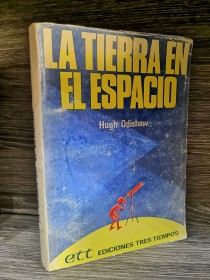 LA TIERRA EN
EL ESPACIO
Hugh Odishaw
ett EDICIONES TRES TIEMPOS